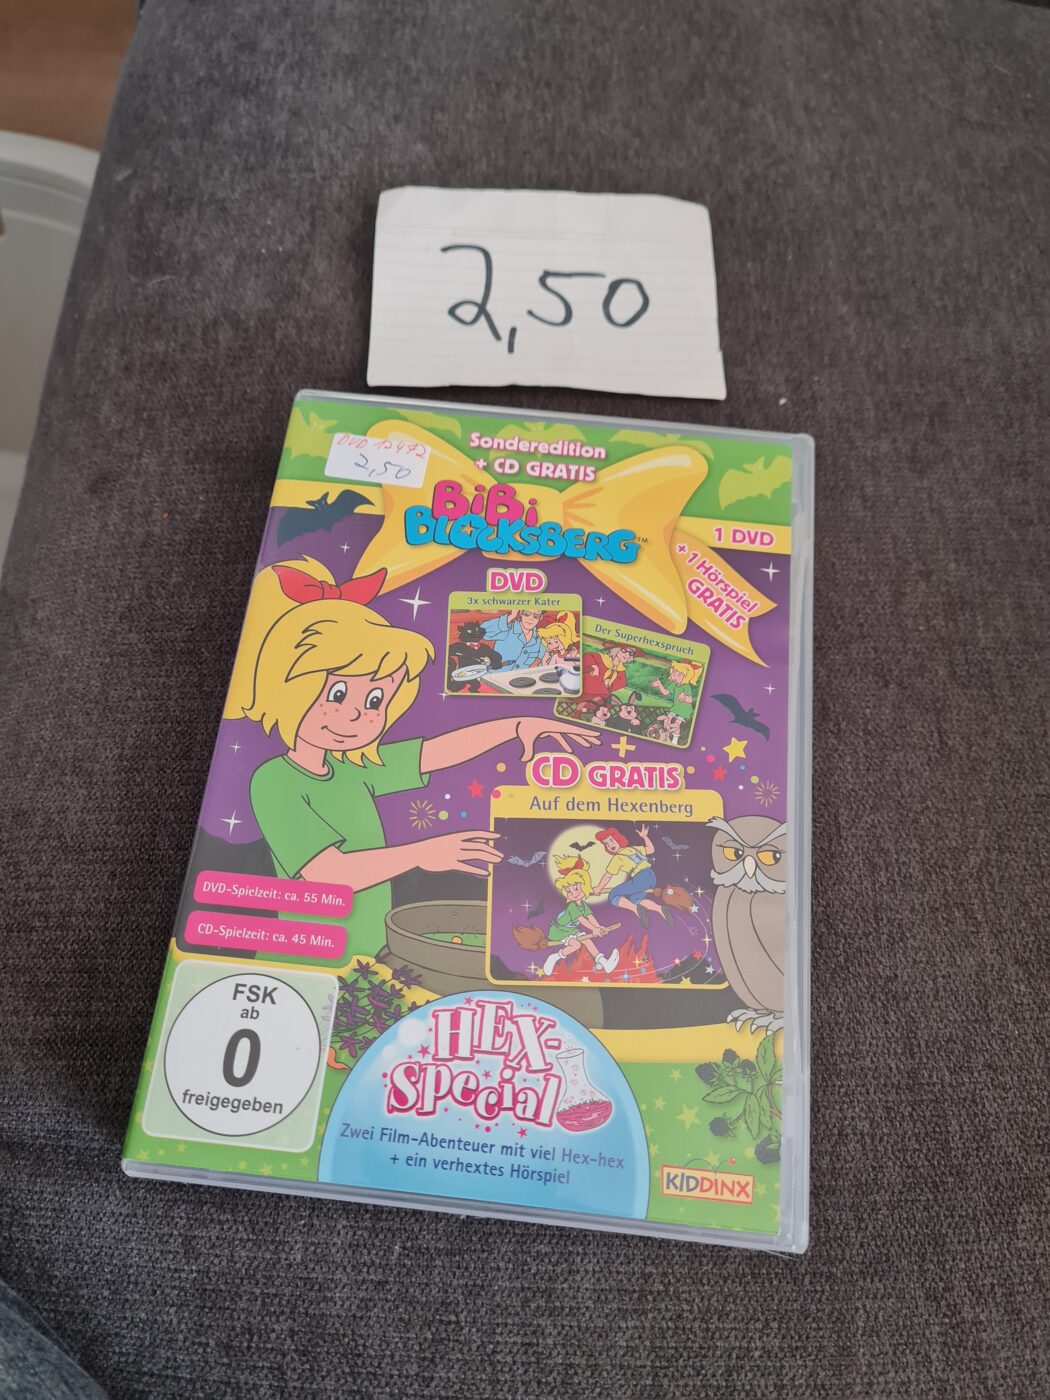 2,50
DVD 15472
2,50
Sonderedition
+ CD GRATIS
BiBi
BLOCKSBERG™
1 DVD
+ 1 Hörspiel
GRATIS
DVD
3x schwarzer Kater
Der Superhexspruch
+
CD GRATIS
Auf dem Hexenberg
DVD-Spielzeit: ca. 55 Min.
CD-Spielzeit: ca. 45 Min.
FSK
ab
0
freigegeben
HEX-
Special
Zwei Film-Abenteuer mit viel Hex-hex
+ ein verhextes Hörspiel
KIDDINX